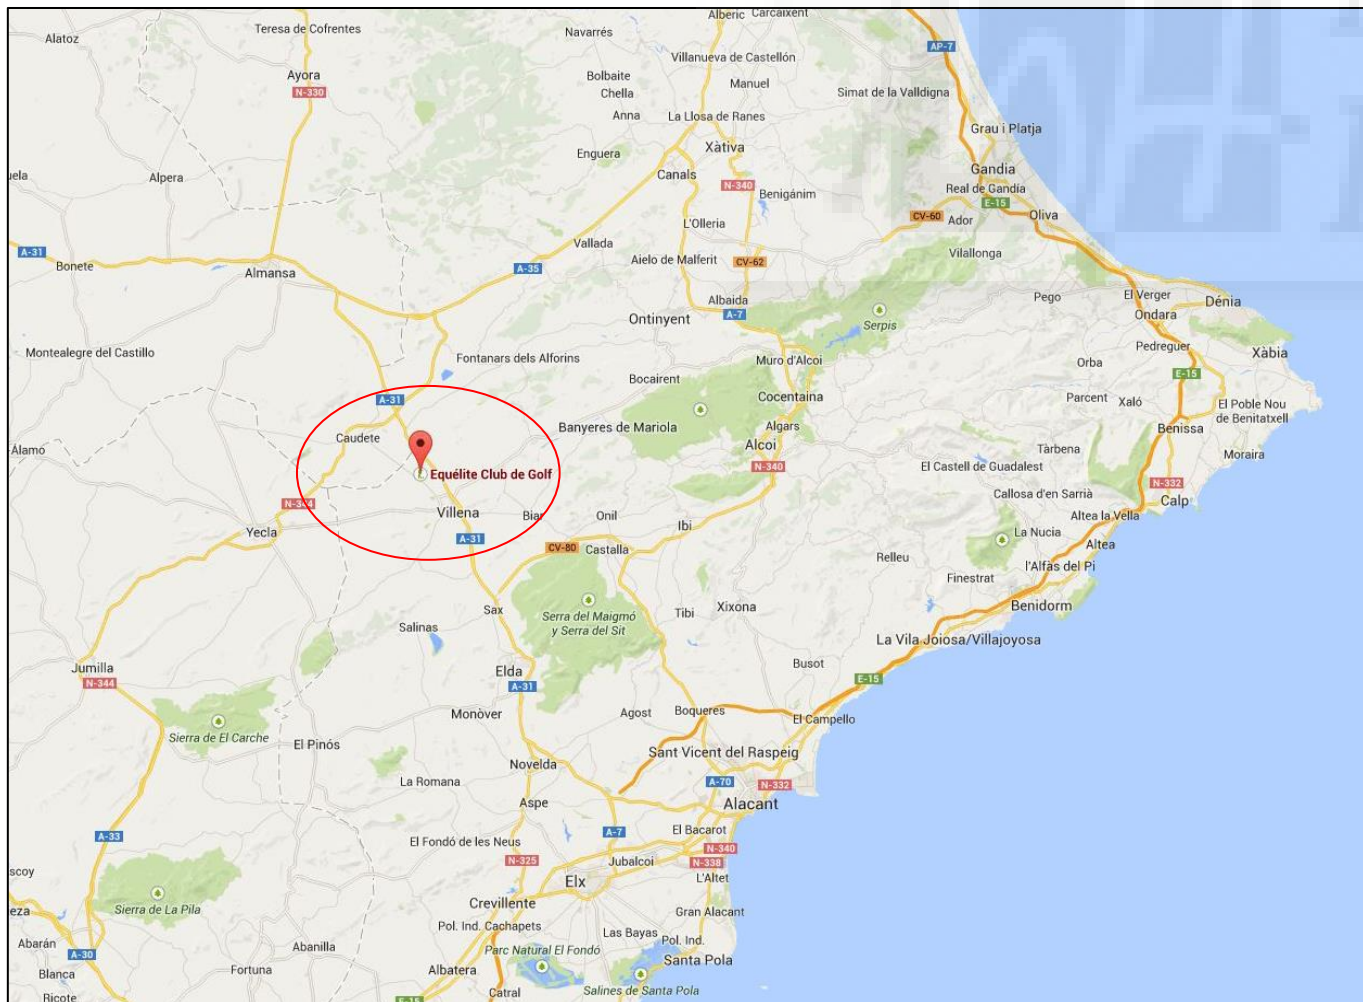 Alberic
Carcaixent
Teresa de Cofrentes
Navarrés
Alatoz
AP-7
Villanueva de Castellón
Ayora
Bolbaite
Manuel
N-330
Chella
Simat de la Valldigna
Anna
La Llosa de Ranes
Grau i Platja
Xàtiva
Enguera
Gandia
Alpera
Canals
N-340
Real de Gandía
Benigánim
E-15
CV-60
Ador
Oliva
L'Olleria
Vallada
Vilallonga
A-31
Aielo de Malferit
CV-62
Bonete
Almansa
A-35
Albaida
Pego
El Verger
Dénia
A-7
Ontinyent
Ondara
Serpis
Montealegre del Castillo
Fontanars dels Alforins
Muro d'Alcoi
Pedreguer
Xàbia
Orba
E-15
Bocairent
Cocentaina
Parcent
Xaló
A-31
El Poble Nou
de Benitatxell
Banyeres de Mariola
Algars
Benissa
Caudete
Álamo
Alcoi
Tàrbena
Moraira
N-340
El Castell de Guadalest
Equélite Club de Golf
Callosa d'en Sarrià
N-332
N-344
Calp
Villena
Biar
Onil
Ibi
Altea la Vella
Yecla
La Nucia
A-31
CV-80
Castalla
Altea
Relleu
l'Alfàs del Pi
Finestrat
Sax
Xixona
Benidorm
Tibi
Serra del Maigmó
y Serra del Sit
Salinas
La Vila Joiosa/Villajoyosa
Jumilla
Elda
Busot
N-344
A-31
E-15
Monòver
Agost
Boqueres
El Campello
Sierra de El Carche
El Pinós
Sant Vicent del Raspeig
Novelda
La Romana
A-70
N-332
Aspe
Alacant
A-33
A-7
El Bacarot
El Fondó de les Neus
N-340
N-325
Jubalcoi
N-338
L'Altet
Elx
Sierra de La Pila
Crevillente
Gran Alacant
Pol. Ind. Cachapets
Las Bayas
Pol. Ind.
Abarán
Abanilla
Parc Natural El Fondó
A-30
Santa Pola
Blanca
Fortuna
Albatera
Salines de Santa Pola
Catral
Ricote
E-15